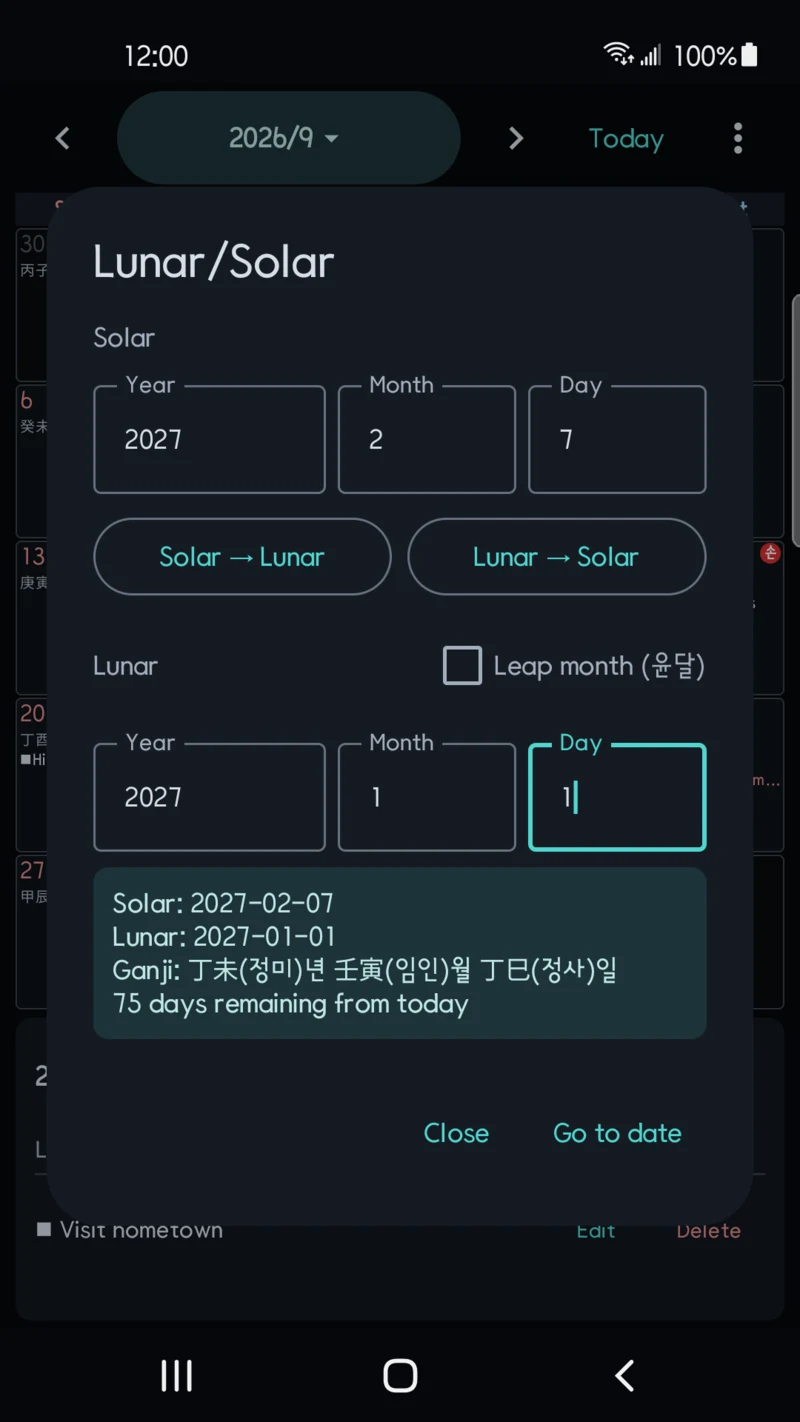 12:00 100%
2026/9 Today
Lunar/Solar
Solar
Year Month Day
2027 2 7
Solar → Lunar Lunar → Solar
Lunar Leap month (윤달)
Year Month Day
2027 1 1
Solar: 2027-02-07
Lunar: 2027-01-01
Ganji: 丁未(정미)년 壬寅(임인)월 丁巳(정사)일
75 days remaining from today
Close Go to date
30
丙子
6
癸未
13 손
庚寅
20
丁酉
■Hi
m...
27
甲辰
2
L
■ Visit hometown Edit Delete